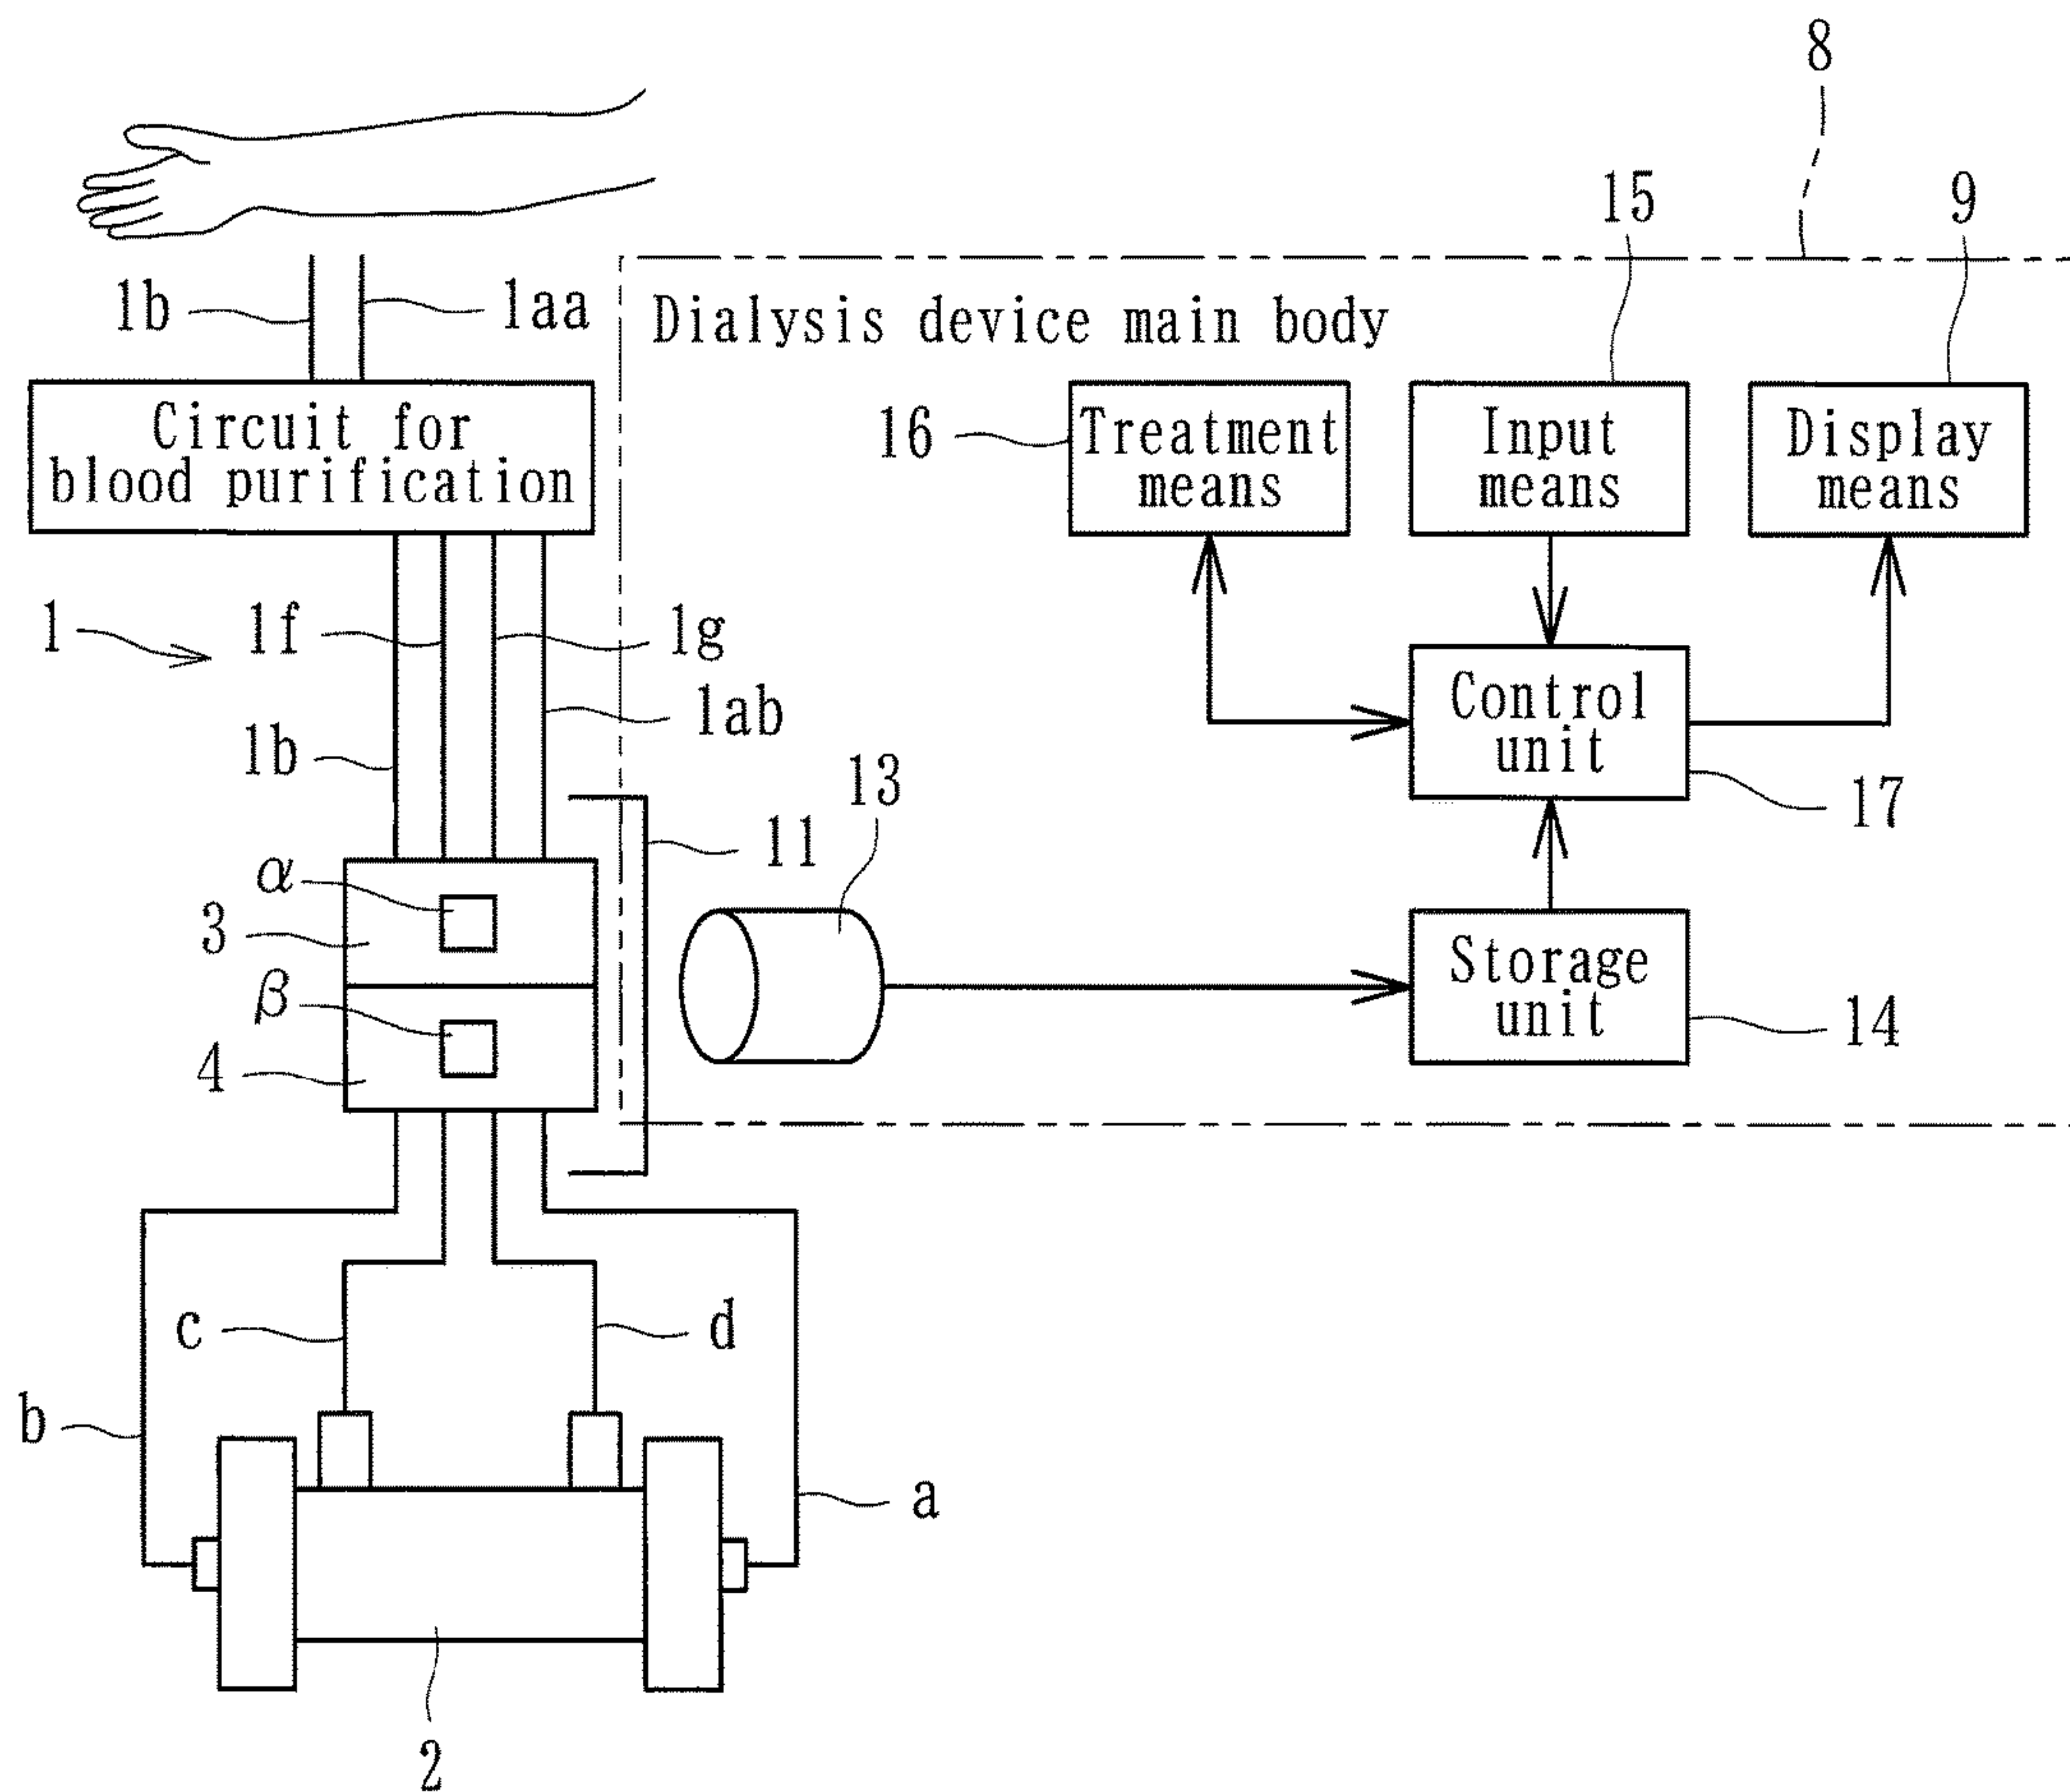 8
15
9
1b
1aa
Dialysis device main body
Circuit for
blood purification
16
Treatment
means
Input
means
Display
means
1
1f
1g
1ab
1b
Control
unit
17
13
11
α
3
β
4
Storage
unit
14
c
d
b
a
2